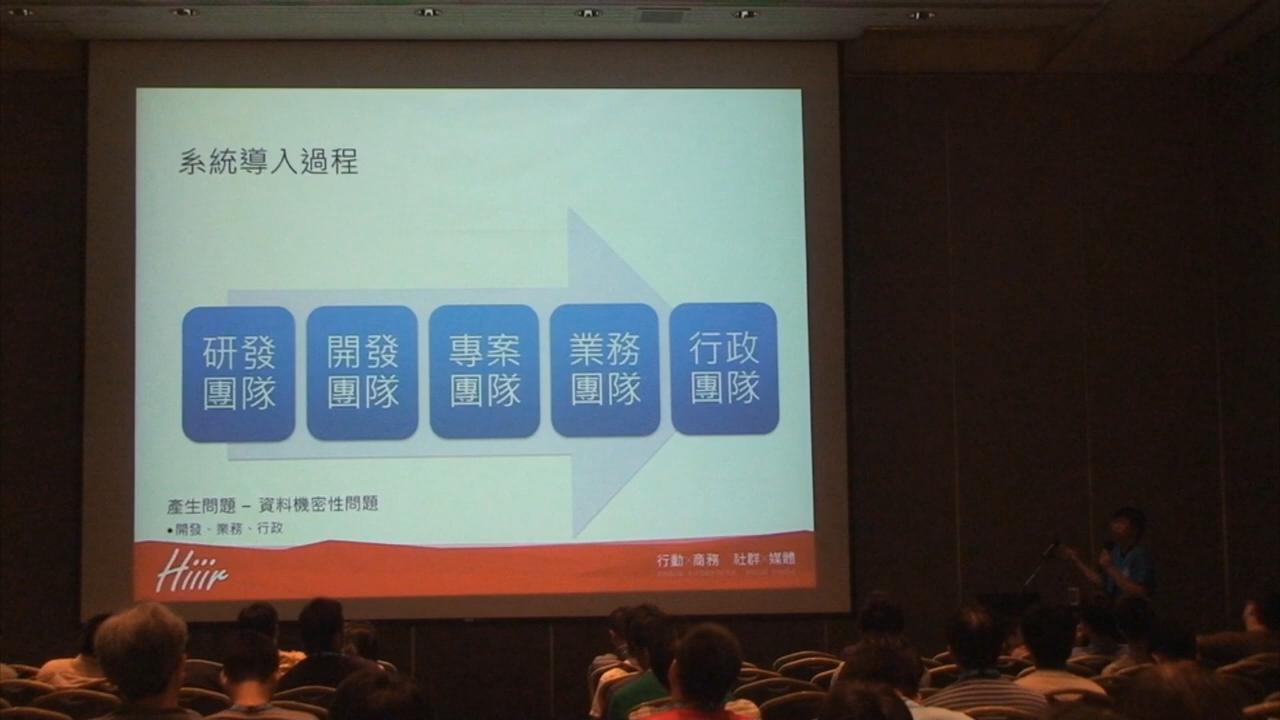 系統導入過程
研發
團隊
開發
團隊
專案
團隊
業務
團隊
行政
團隊
產生問題 – 資料機密性問題
•開發、業務、行政
Hiiir
行動×商務 社群×媒體